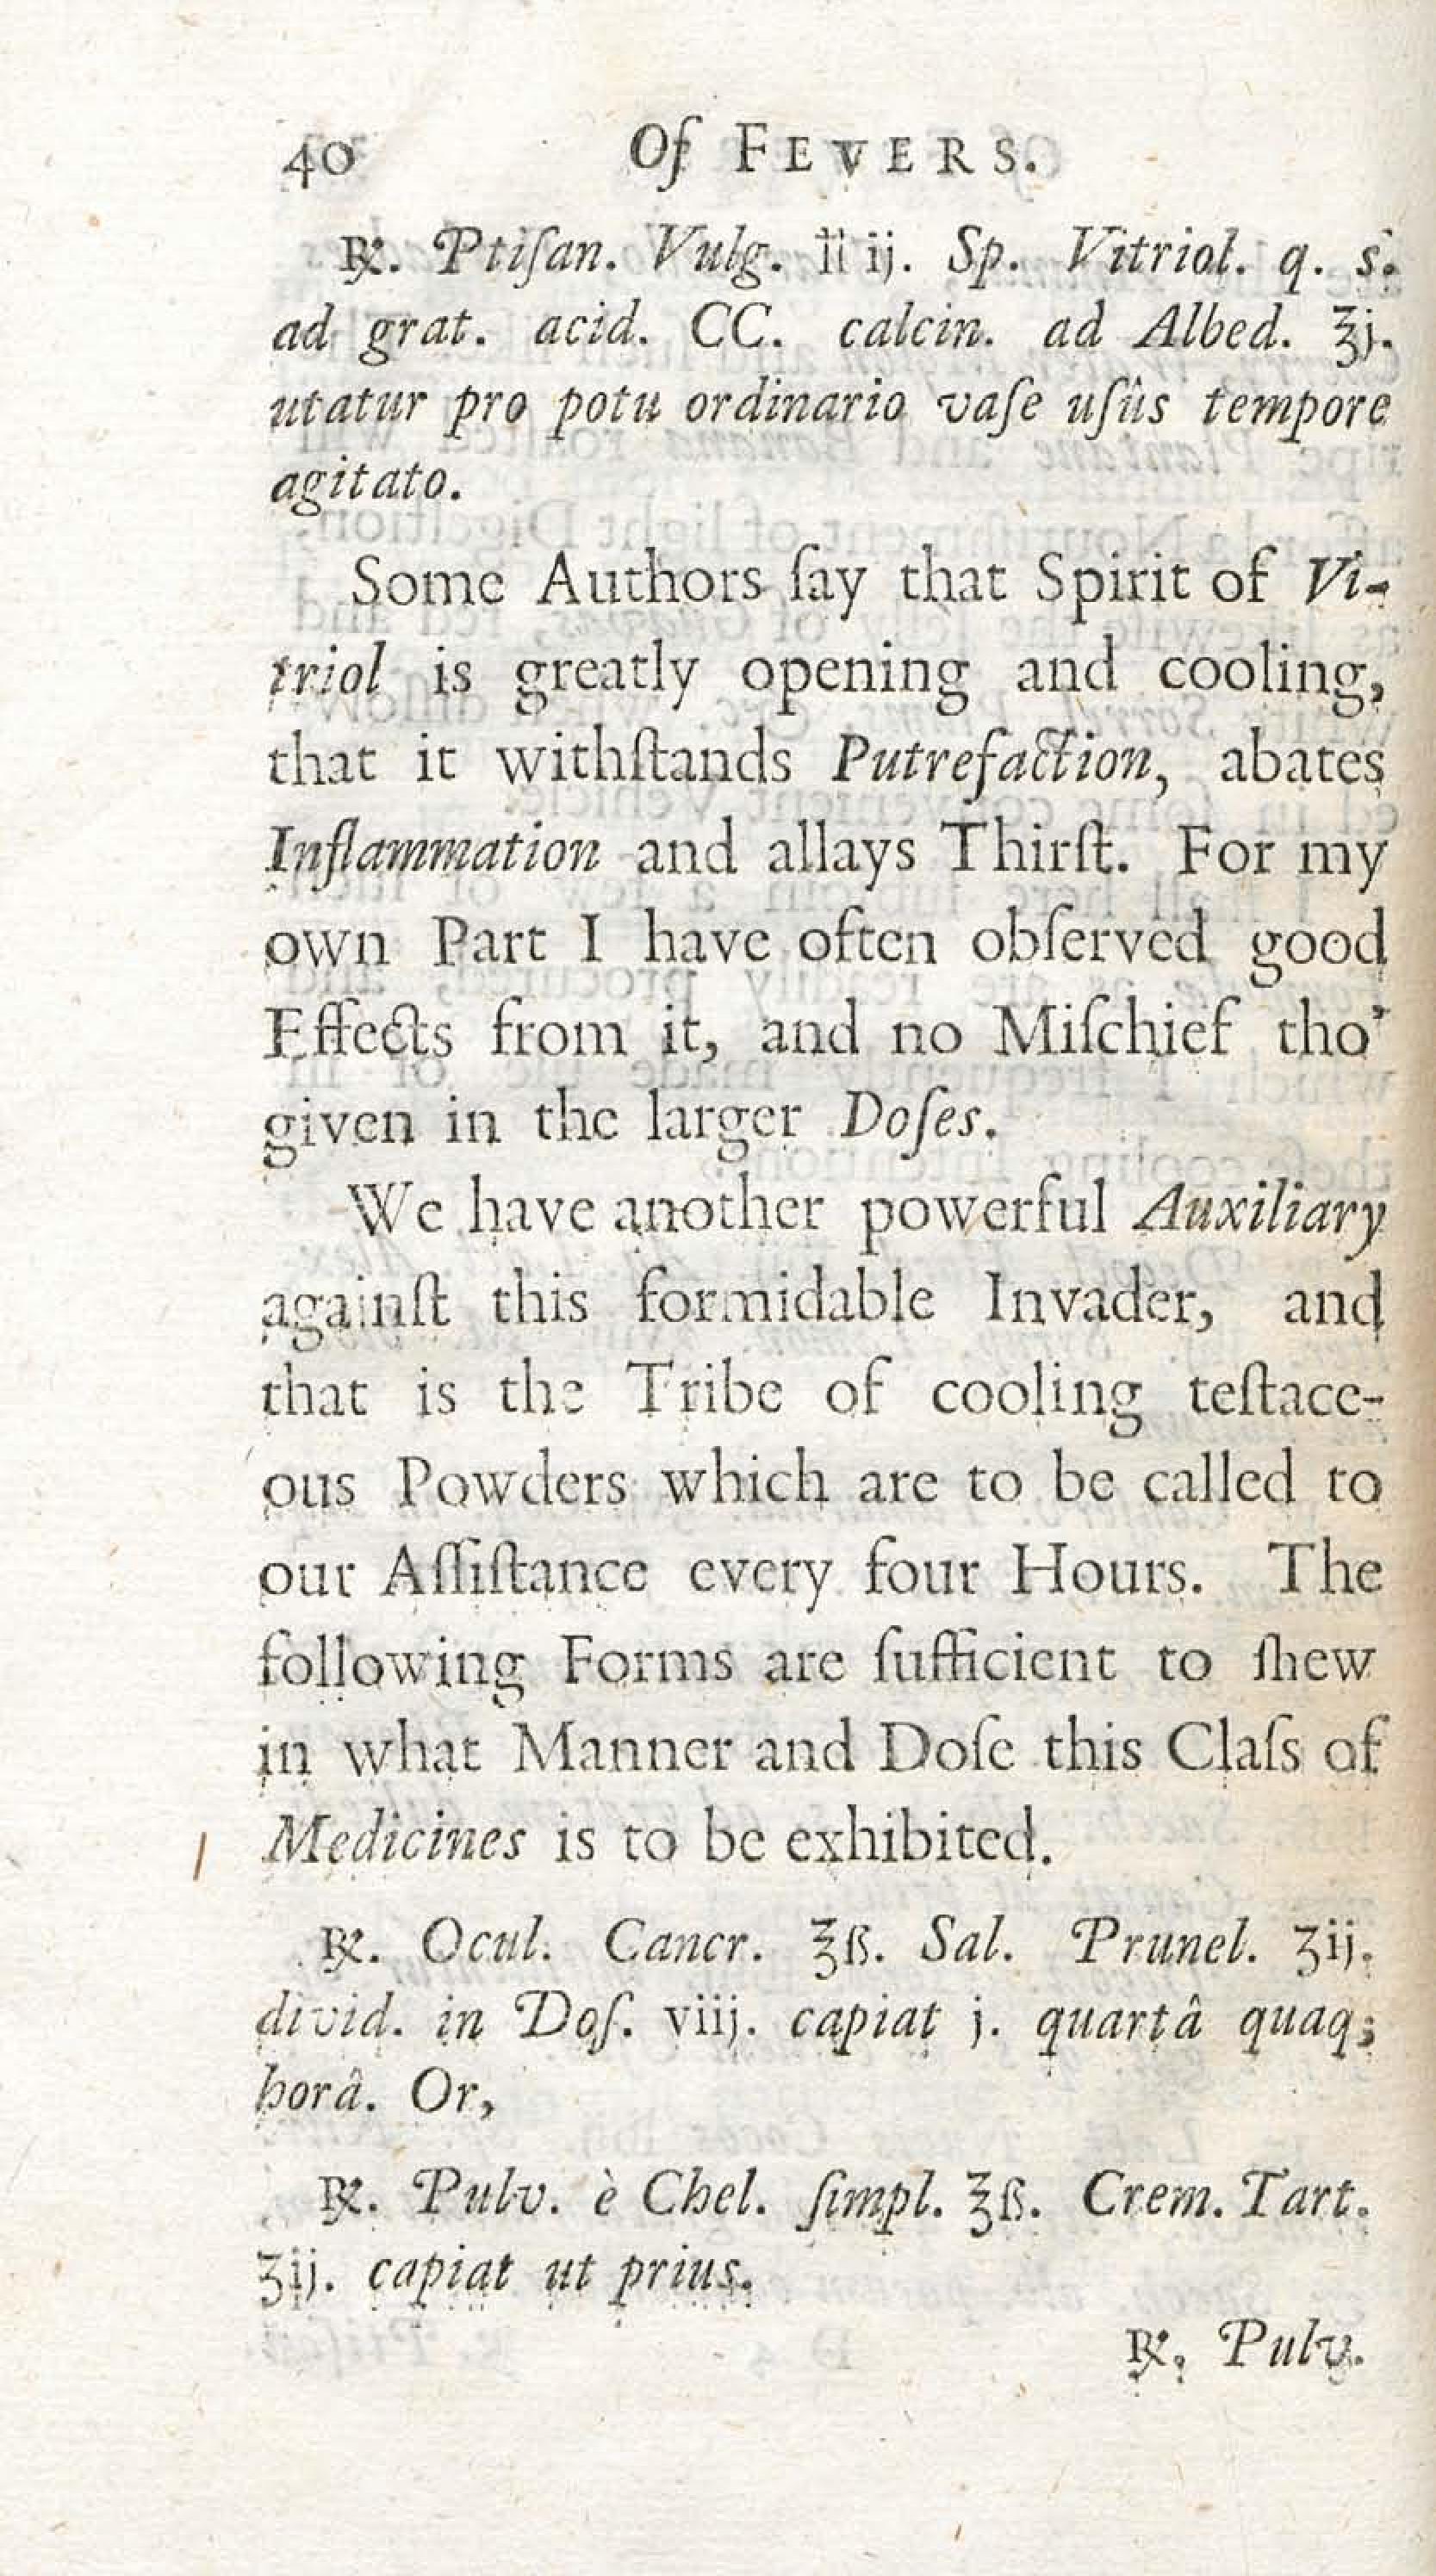 40 Of FEVERS.
℞. Ptiſan. Vulg. ℔ ij. Sp. Vitriol. q. s.
ad grat. acid. CC. calcin. ad Albed. ℥j.
utatur pro potu ordinario vaſe uſûs tempore
agitato.
Some Authors ſay that Spirit of Vi-
triol is greatly opening and cooling,
that it withſtands Putrefaction, abates
Inflammation and allays Thirſt. For my
own Part I have often obſerved good
Effects from it, and no Miſchief tho'
given in the larger Doſes.
We have another powerful Auxiliary
againſt this formidable Invader, and
that is the Tribe of cooling teſtace-
ous Powders which are to be called to
our Aſſiſtance every four Hours. The
following Forms are ſufficient to ſhew
in what Manner and Doſe this Claſs of
Medicines is to be exhibited.
℞. Ocul. Cancr. ℥ß. Sal. Prunel. ʒij.
divid. in Doſ. viij. capiat j. quartâ quaq;
horâ. Or,
℞. Pulv. è Chel. ſimpl. ℥ß. Crem. Tart.
ʒij. capiat ut prius.
℞. Pulv.